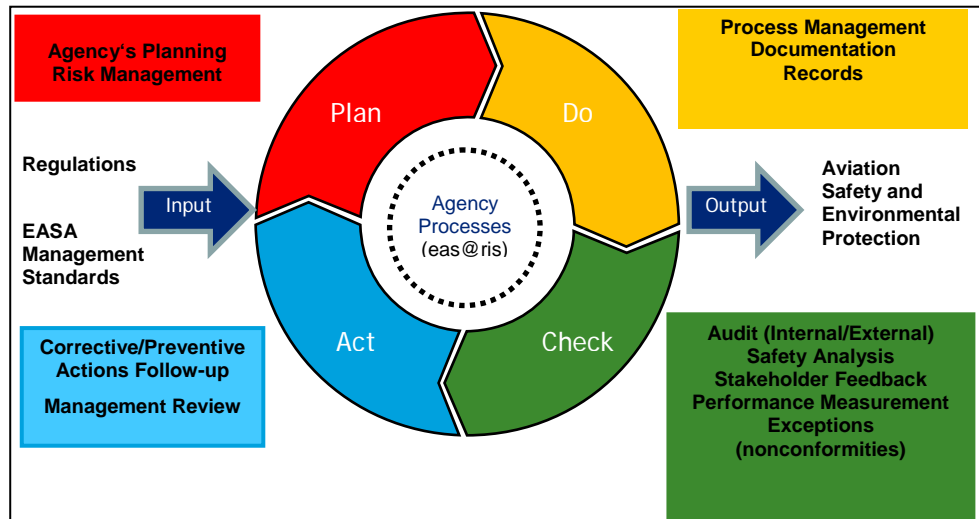 Agency‘s Planning
Risk Management
Process Management
Documentation
Records
Plan
Do
Regulations
Input
EASA
Management
Standards
Agency
Processes
(eas@ris)
Output
Aviation
Safety and
Environmental
Protection
Act
Check
Corrective/Preventive
Actions Follow-up
Management Review
Audit (Internal/External)
Safety Analysis
Stakeholder Feedback
Performance Measurement
Exceptions
(nonconformities)